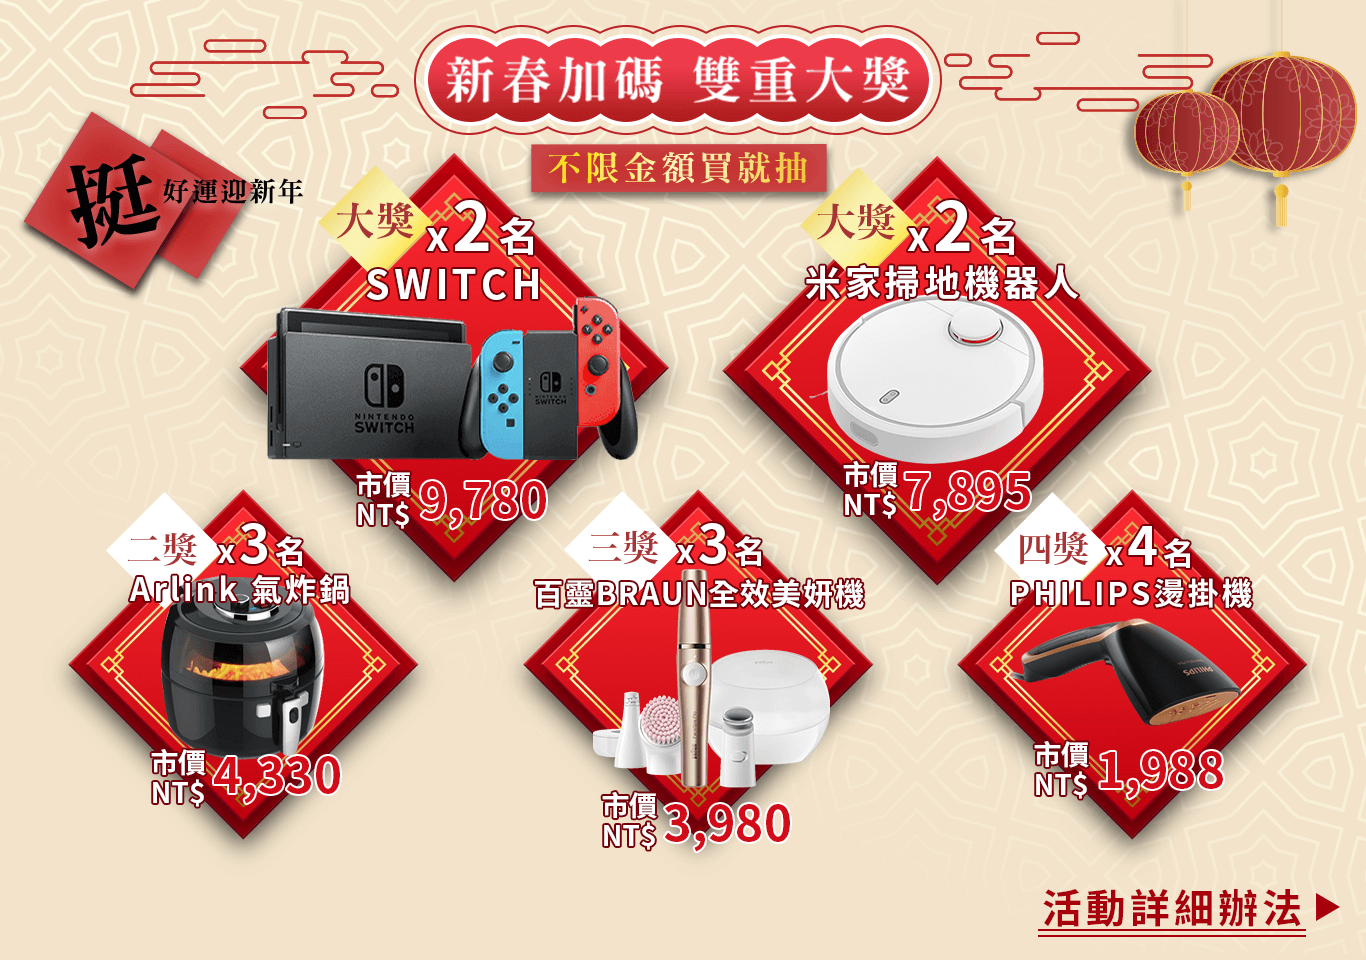 新春加碼 雙重大獎
不限金額買就抽
挺
好運迎新年
大獎
x2名
SWITCH
NINTENDO
SWITCH
NINTENDO
SWITCH
市價
NT$ 9,780
大獎
x2名
米家掃地機器人
市價
NT$ 7,895
二獎
x3名
Arlink 氣炸鍋
市價
NT$ 4,330
三獎
x3名
百靈BRAUN全效美妍機
市價
NT$ 3,980
四獎
x4名
PHILIPS燙掛機
PHILIPS
市價
NT$ 1,988
活動詳細辦法